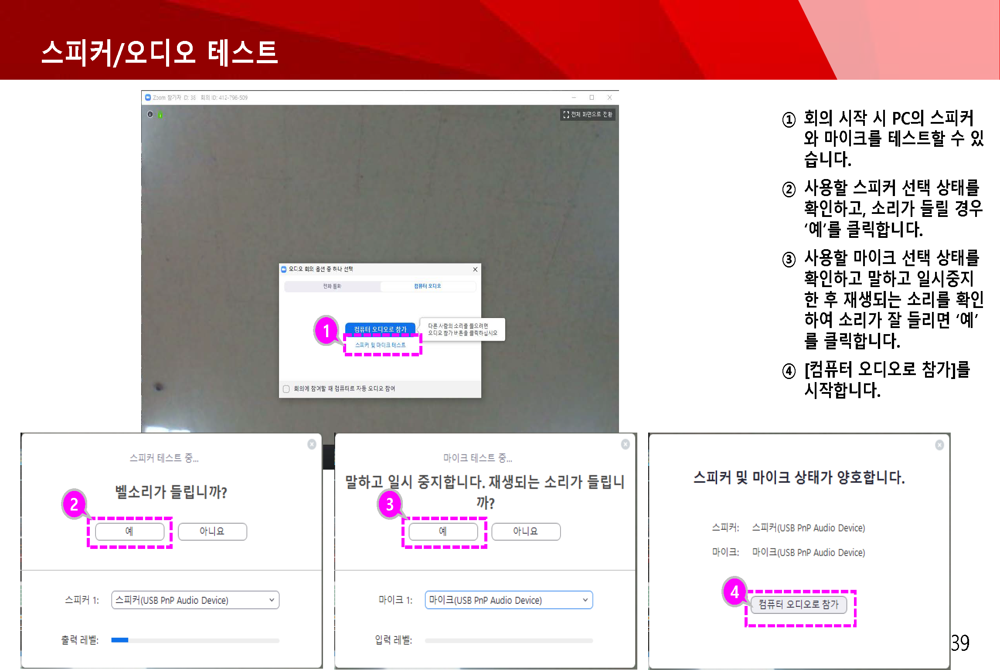 스피커/오디오 테스트
Zoom 참가자 ID: 38 회의 ID: 412-796-509
전체 화면으로 전환
① 회의 시작 시 PC의 스피커
와 마이크를 테스트할 수 있
습니다.
② 사용할 스피커 선택 상태를
확인하고, 소리가 들릴 경우
‘예’를 클릭합니다.
③ 사용할 마이크 선택 상태를
확인하고 말하고 일시중지
한 후 재생되는 소리를 확인
하여 소리가 잘 들리면 ‘예’
를 클릭합니다.
④ [컴퓨터 오디오로 참가]를
시작합니다.
오디오 회의 옵션 중 하나 선택
전화 통화
컴퓨터 오디오
1
컴퓨터 오디오로 참가
다른 사람의 소리를 들으려면
오디오 참가 버튼을 클릭하십시오
스피커 및 마이크 테스트
회의에 참여할 때 컴퓨터로 자동 오디오 참여
스피커 테스트 중...
벨소리가 들립니까?
2
예
아니요
스피커 1:
스피커(USB PnP Audio Device)
출력 레벨:
마이크 테스트 중...
말하고 일시 중지합니다. 재생되는 소리가 들립니
까?
3
예
아니요
마이크 1:
마이크(USB PnP Audio Device)
입력 레벨:
스피커 및 마이크 상태가 양호합니다.
스피커: 스피커(USB PnP Audio Device)
마이크: 마이크(USB PnP Audio Device)
4
컴퓨터 오디오로 참가
39